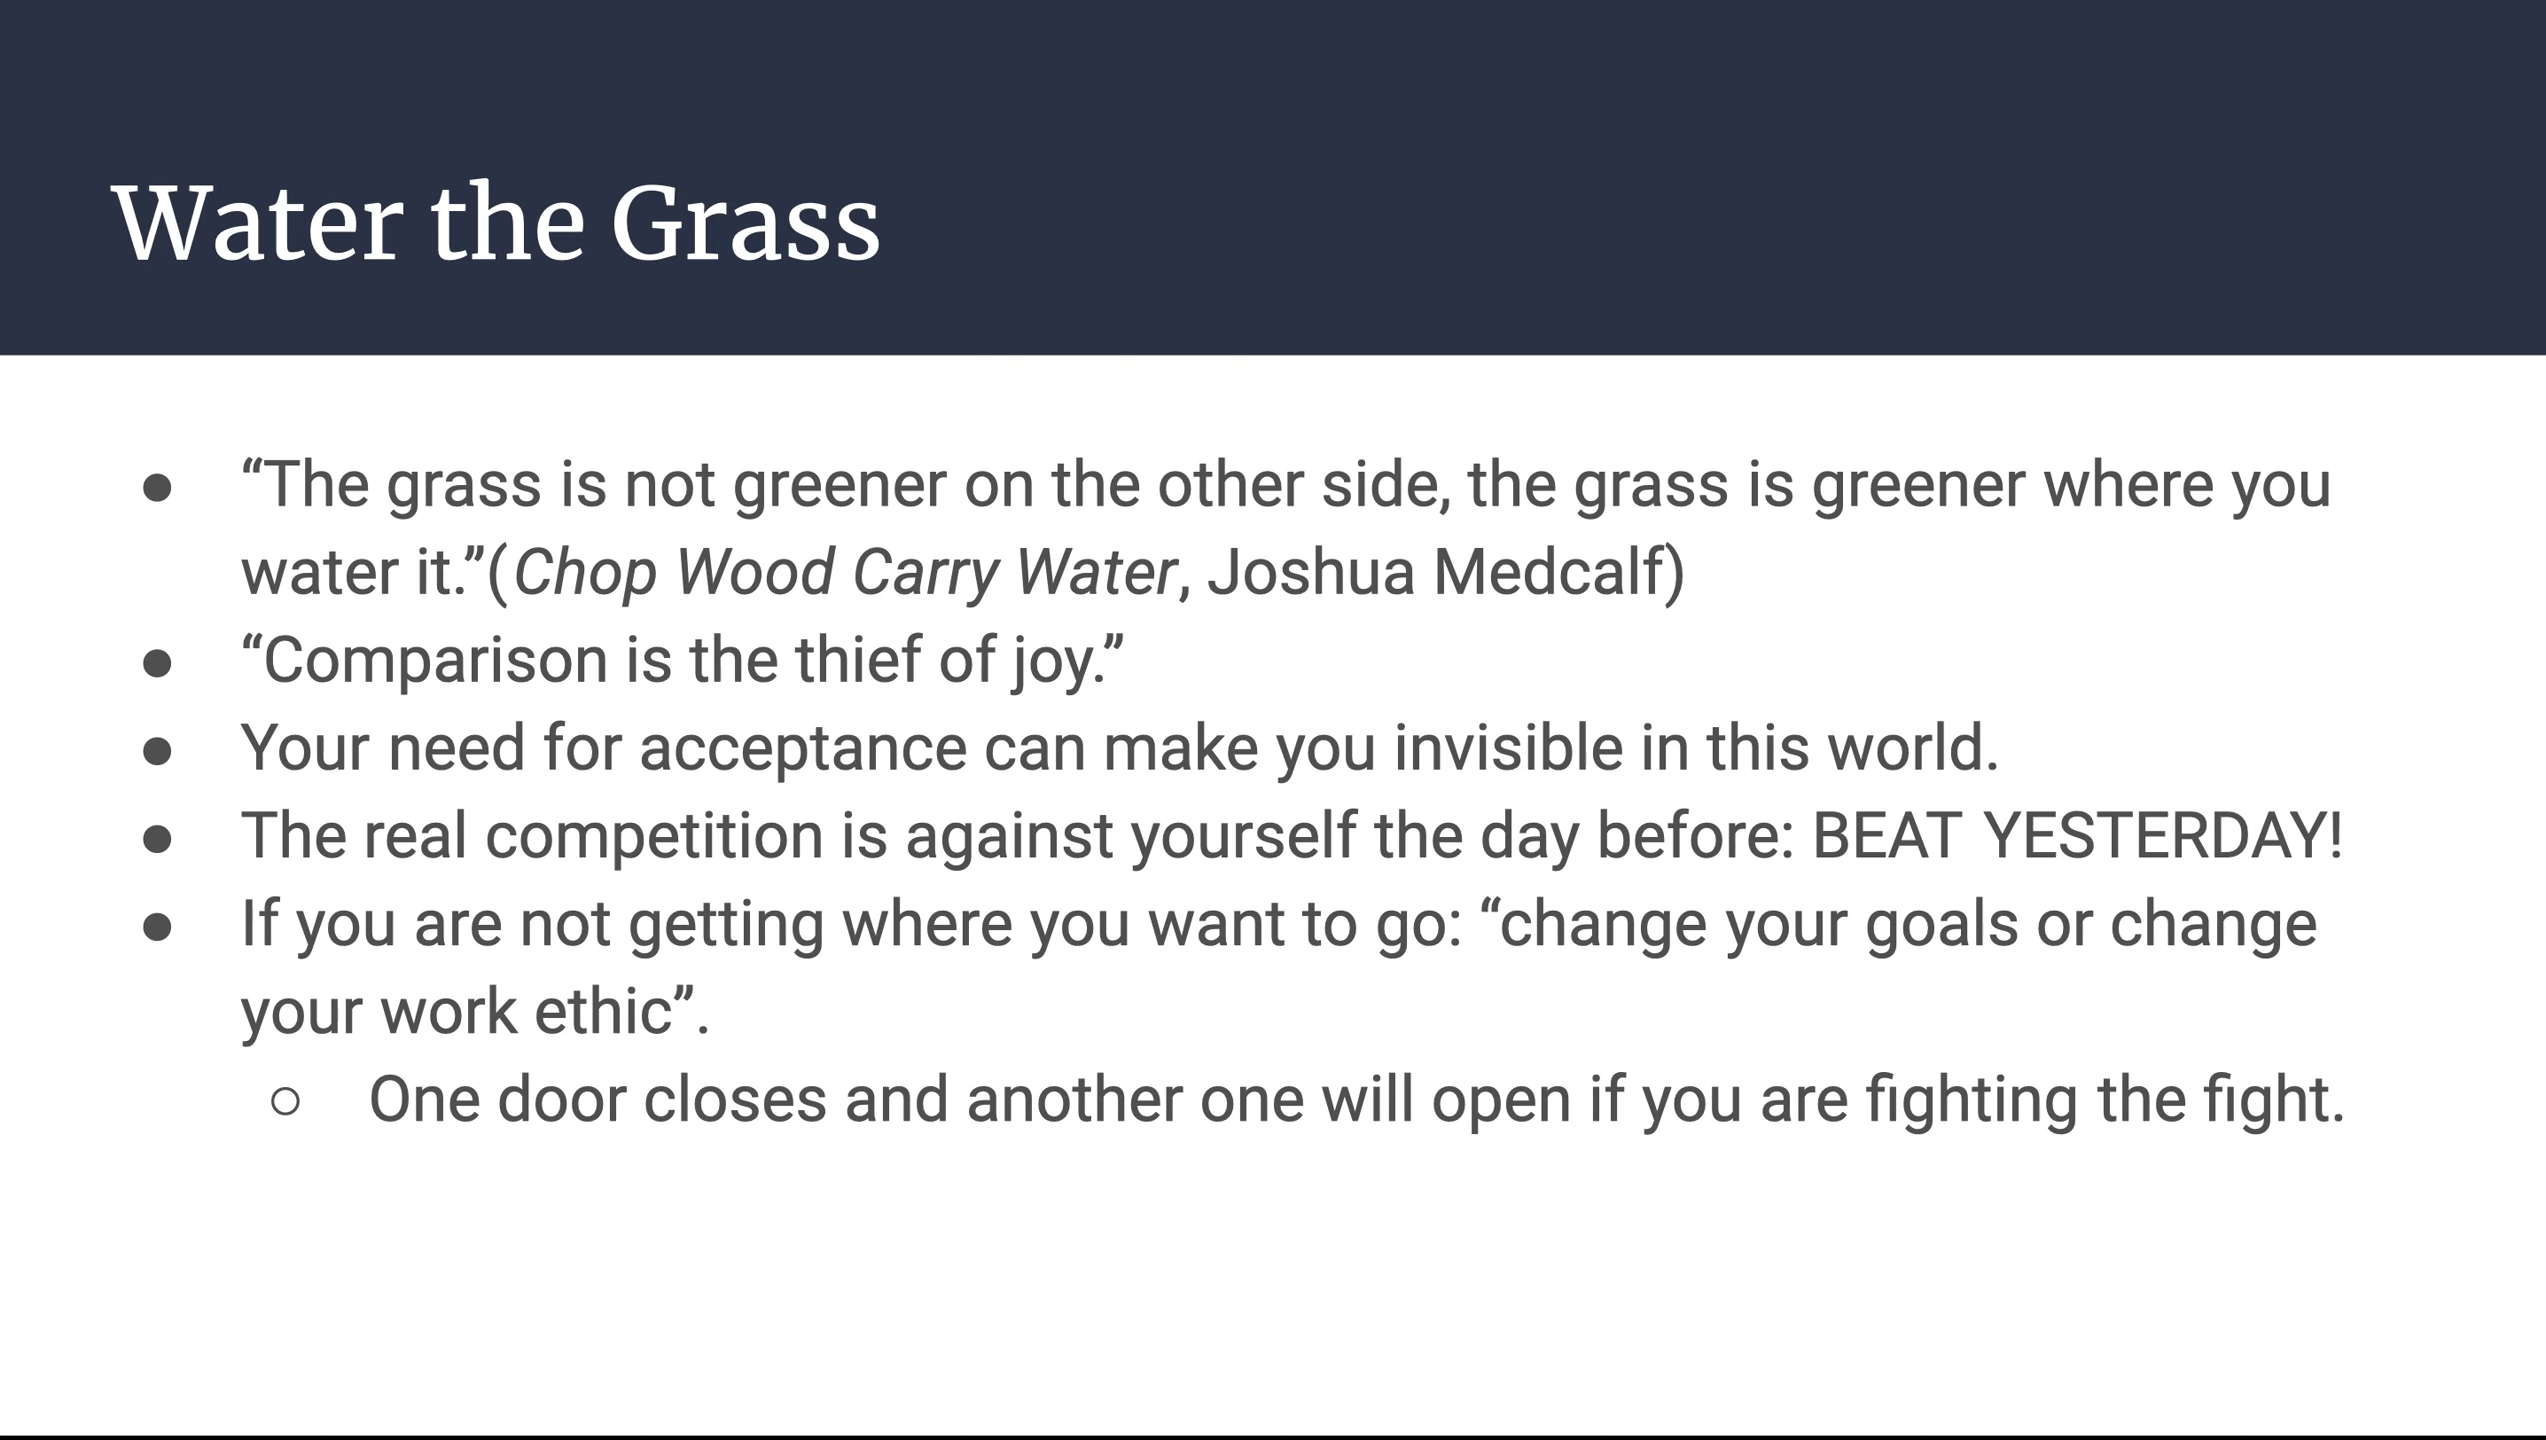 Water the Grass
● “The grass is not greener on the other side, the grass is greener where you
water it.”(Chop Wood Carry Water, Joshua Medcalf)
● “Comparison is the thief of joy.”
● Your need for acceptance can make you invisible in this world.
● The real competition is against yourself the day before: BEAT YESTERDAY!
● If you are not getting where you want to go: “change your goals or change
your work ethic”.
○ One door closes and another one will open if you are fighting the fight.